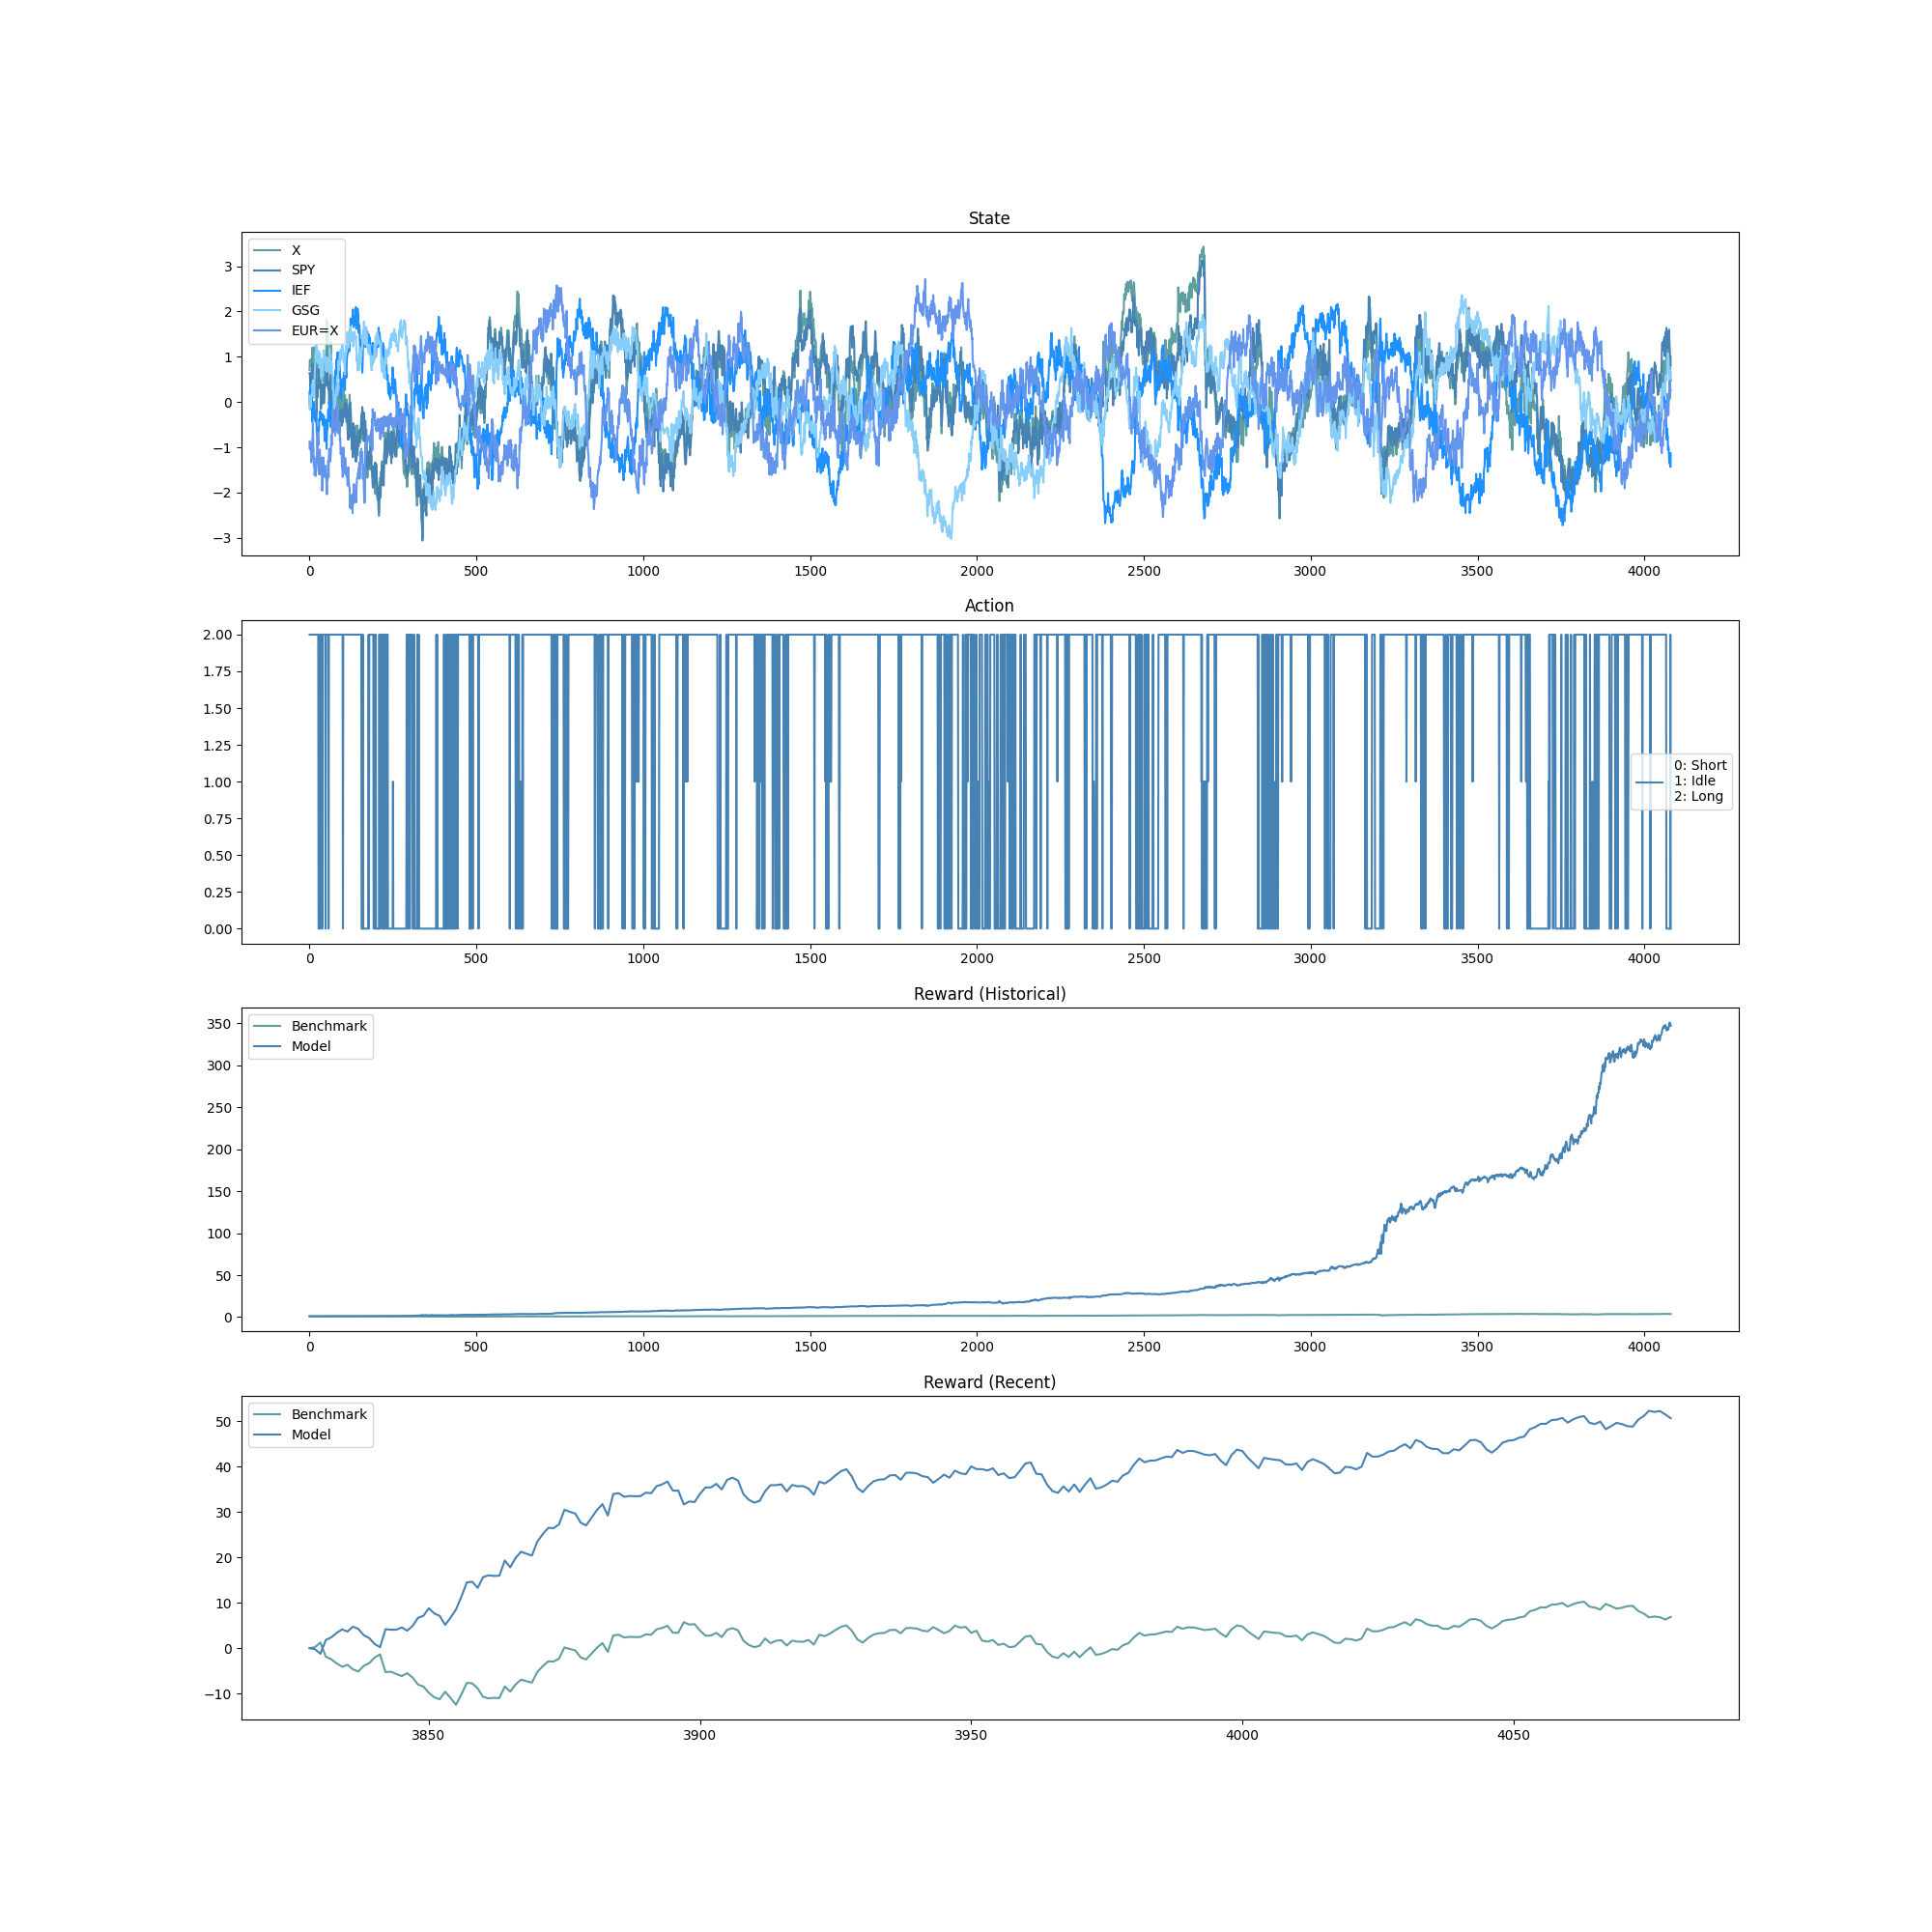 State
X
SPY
IEF
GSG
EUR=X
3
2
1
0
−1
−2
−3
0 500 1000 1500 2000 2500 3000 3500 4000
Action
2.00
1.75
1.50
1.25
1.00
0.75
0.50
0.25
0.00
0: Short
1: Idle
2: Long
0 500 1000 1500 2000 2500 3000 3500 4000
Reward (Historical)
Benchmark
Model
350
300
250
200
150
100
50
0
0 500 1000 1500 2000 2500 3000 3500 4000
Reward (Recent)
Benchmark
Model
50
40
30
20
10
0
−10
3850 3900 3950 4000 4050